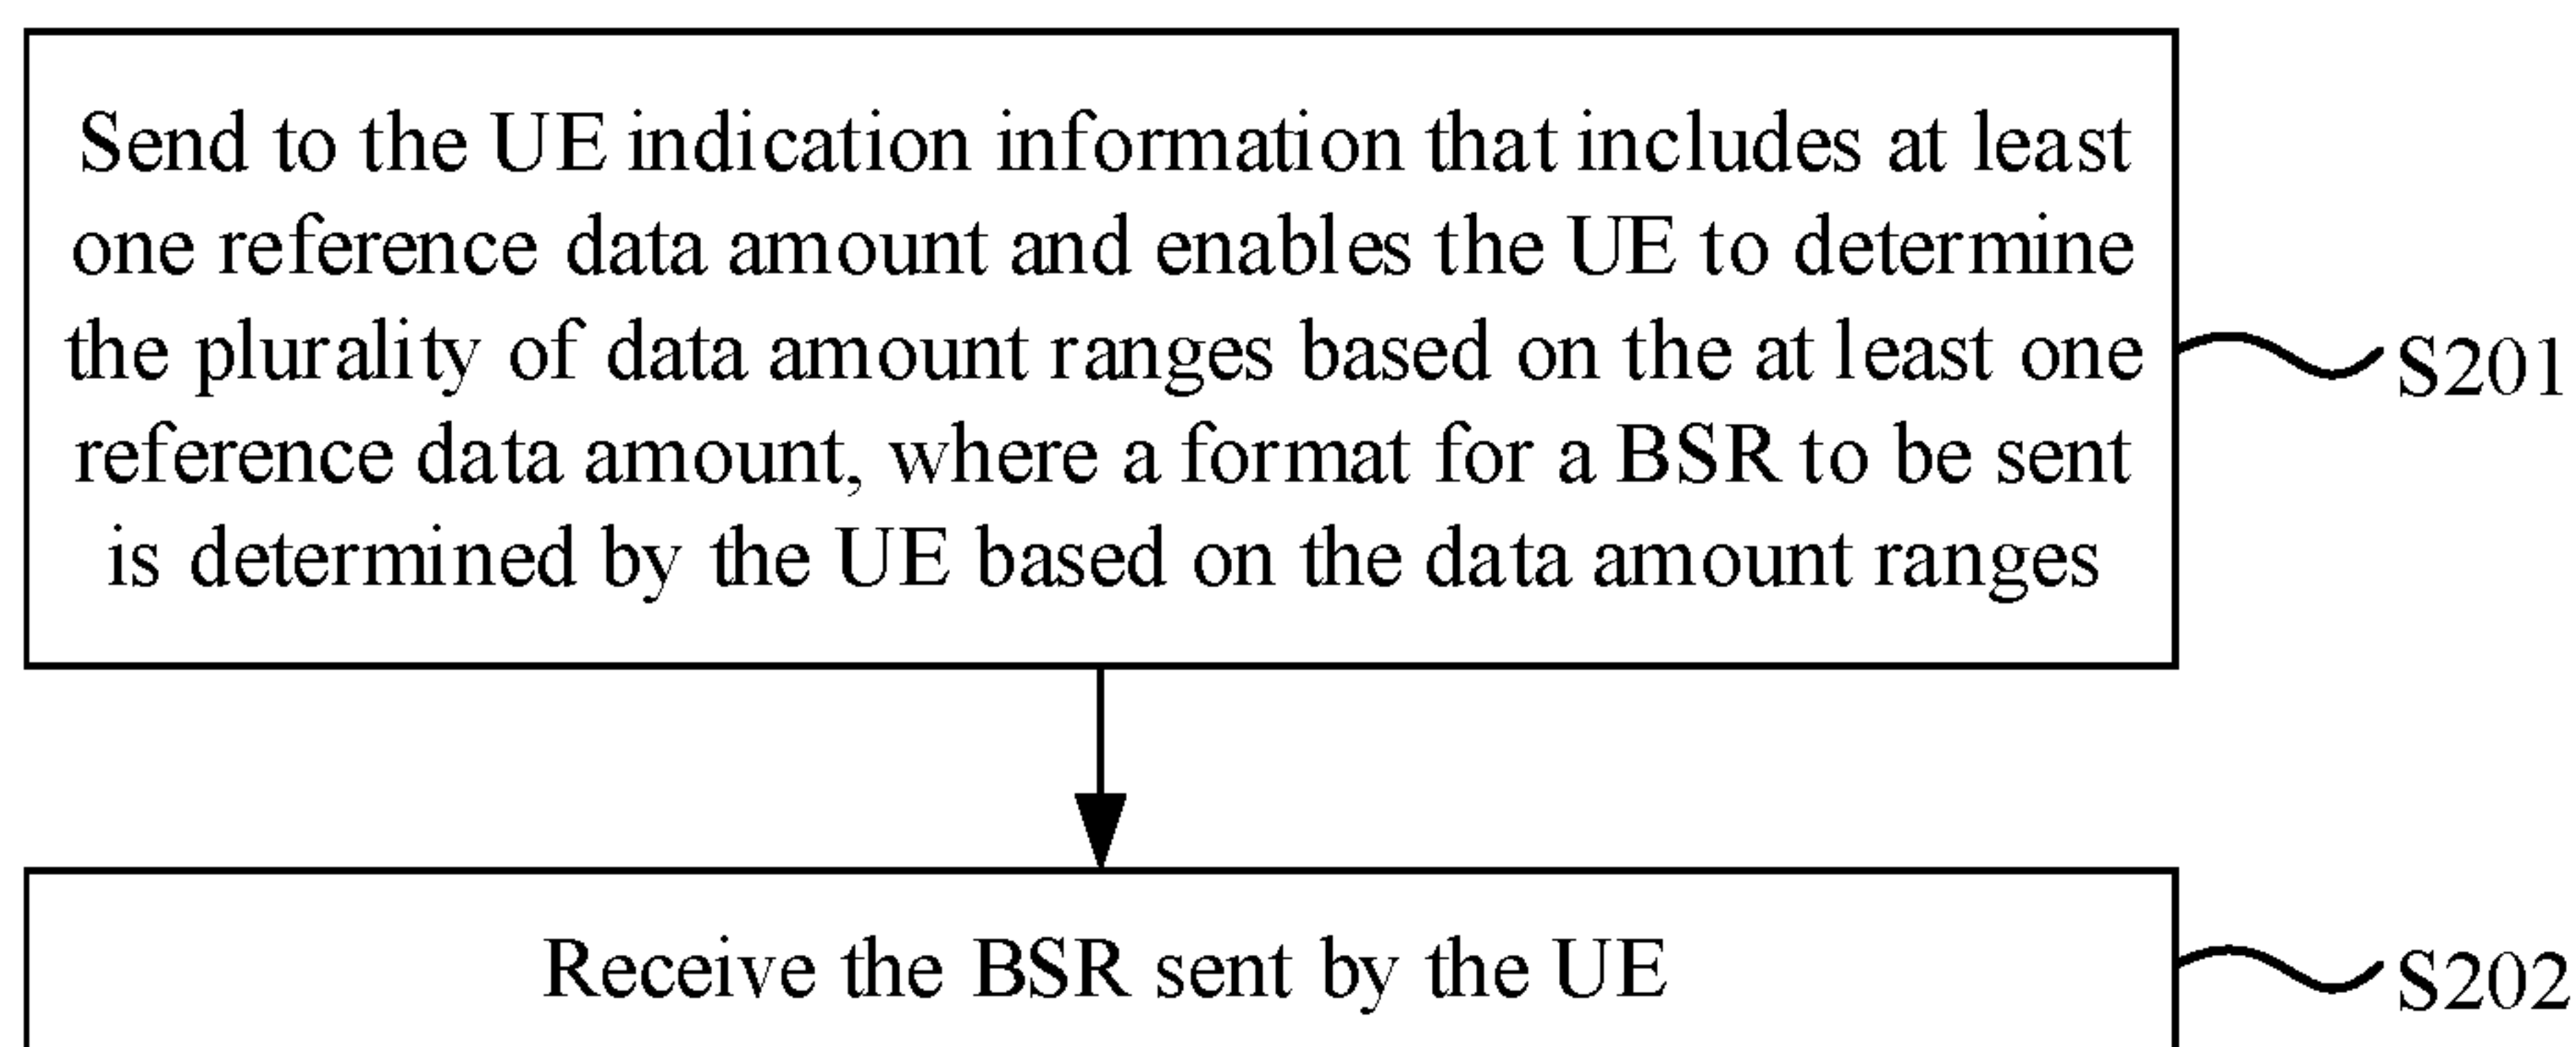 Send to the UE indication information that includes at least
one reference data amount and enables the UE to determine
the plurality of data amount ranges based on the at least one
reference data amount, where a format for a BSR to be sent
is determined by the UE based on the data amount ranges
S201
Receive the BSR sent by the UE
S202